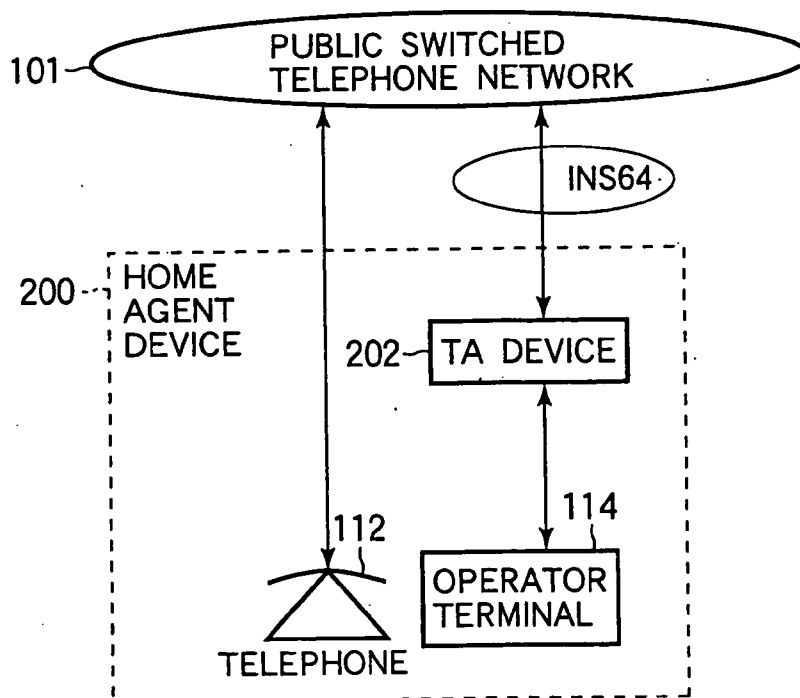 PUBLIC SWITCHED
TELEPHONE NETWORK
101
INS64
200
HOME
AGENT
DEVICE
202
TA DEVICE
112
114
OPERATOR
TERMINAL
TELEPHONE